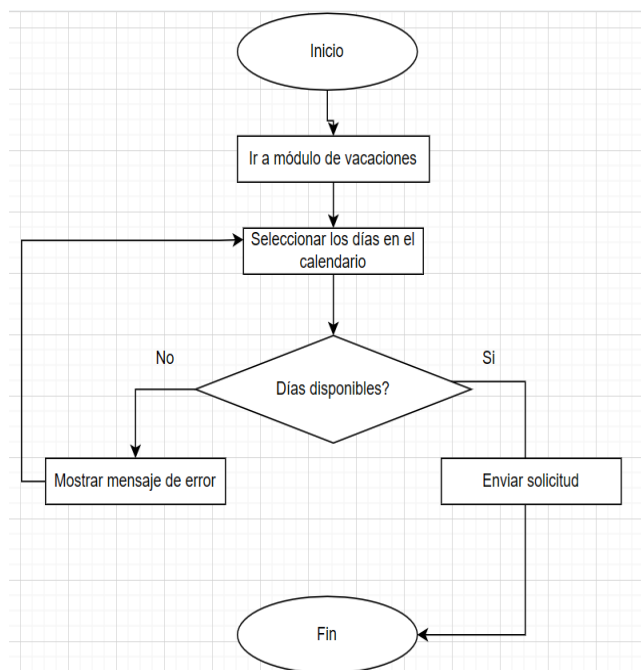 Inicio
Ir a módulo de vacaciones
Seleccionar los días en el
calendario
No
Si
Días disponibles?
Mostrar mensaje de error
Enviar solicitud
Fin